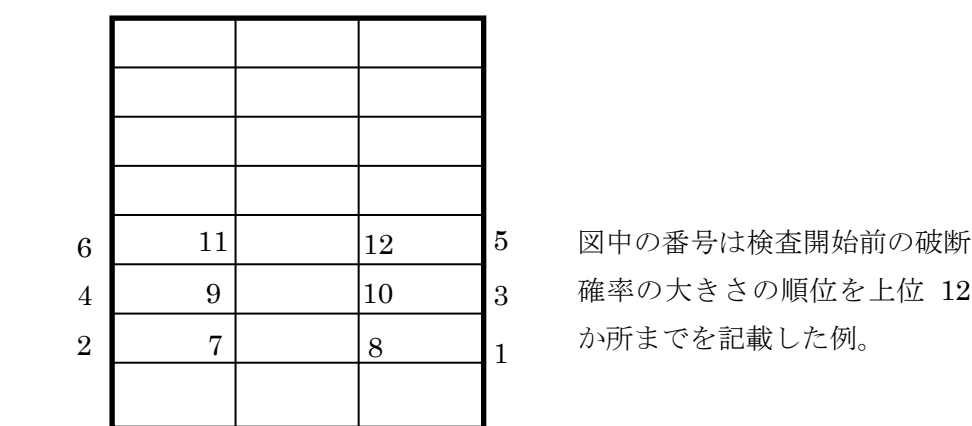 6 11 12 5
4 9 10 3
2 7 8 1
図中の番号は検査開始前の破断
確率の大きさの順位を上位 12
か所までを記載した例。